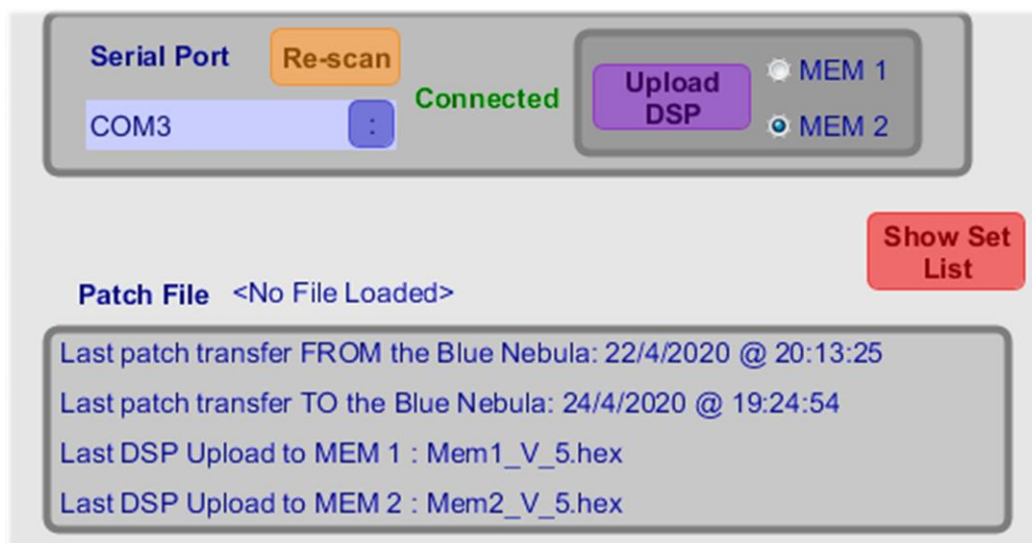 Serial Port
Re-scan
COM3
:
Connected
Upload
DSP
MEM 1
MEM 2
Show Set
List
Patch File <No File Loaded>
Last patch transfer FROM the Blue Nebula: 22/4/2020 @ 20:13:25
Last patch transfer TO the Blue Nebula: 24/4/2020 @ 19:24:54
Last DSP Upload to MEM 1 : Mem1_V_5.hex
Last DSP Upload to MEM 2 : Mem2_V_5.hex